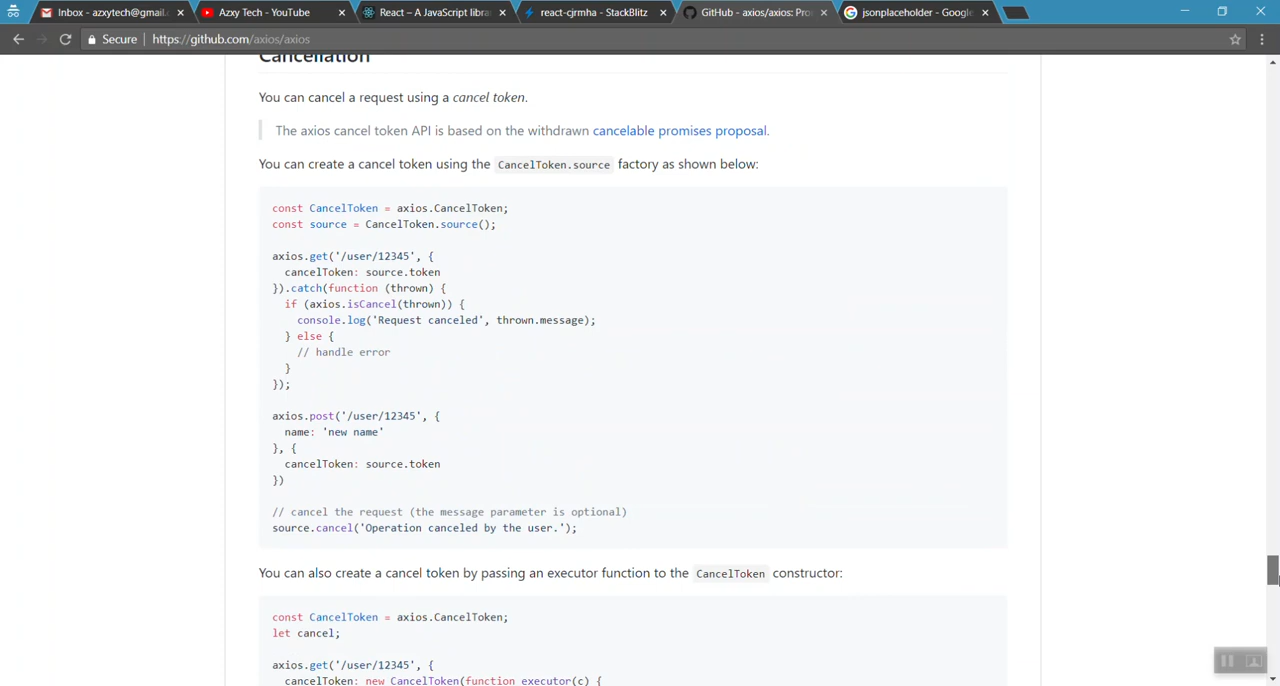 Inbox - azxytech@gmail.
Azxy Tech - YouTube
React – A JavaScript libra
react-cjrmha - StackBlitz
GitHub - axios/axios: Pro
jsonplaceholder - Google
Secure
https://github.com/axios/axios
Cancellation
You can cancel a request using a cancel token.
The axios cancel token API is based on the withdrawn cancelable promises proposal.
You can create a cancel token using the CancelToken.source factory as shown below:
const CancelToken = axios.CancelToken;
const source = CancelToken.source();
axios.get('/user/12345', {
cancelToken: source.token
}).catch(function (thrown) {
if (axios.isCancel(thrown)) {
console.log('Request canceled', thrown.message);
} else {
// handle error
}
});
axios.post('/user/12345', {
name: 'new name'
}, {
cancelToken: source.token
})
// cancel the request (the message parameter is optional)
source.cancel('Operation canceled by the user.');
You can also create a cancel token by passing an executor function to the CancelToken constructor:
const CancelToken = axios.CancelToken;
let cancel;
axios.get('/user/12345', {
cancelToken: new CancelToken(function executor(c) {